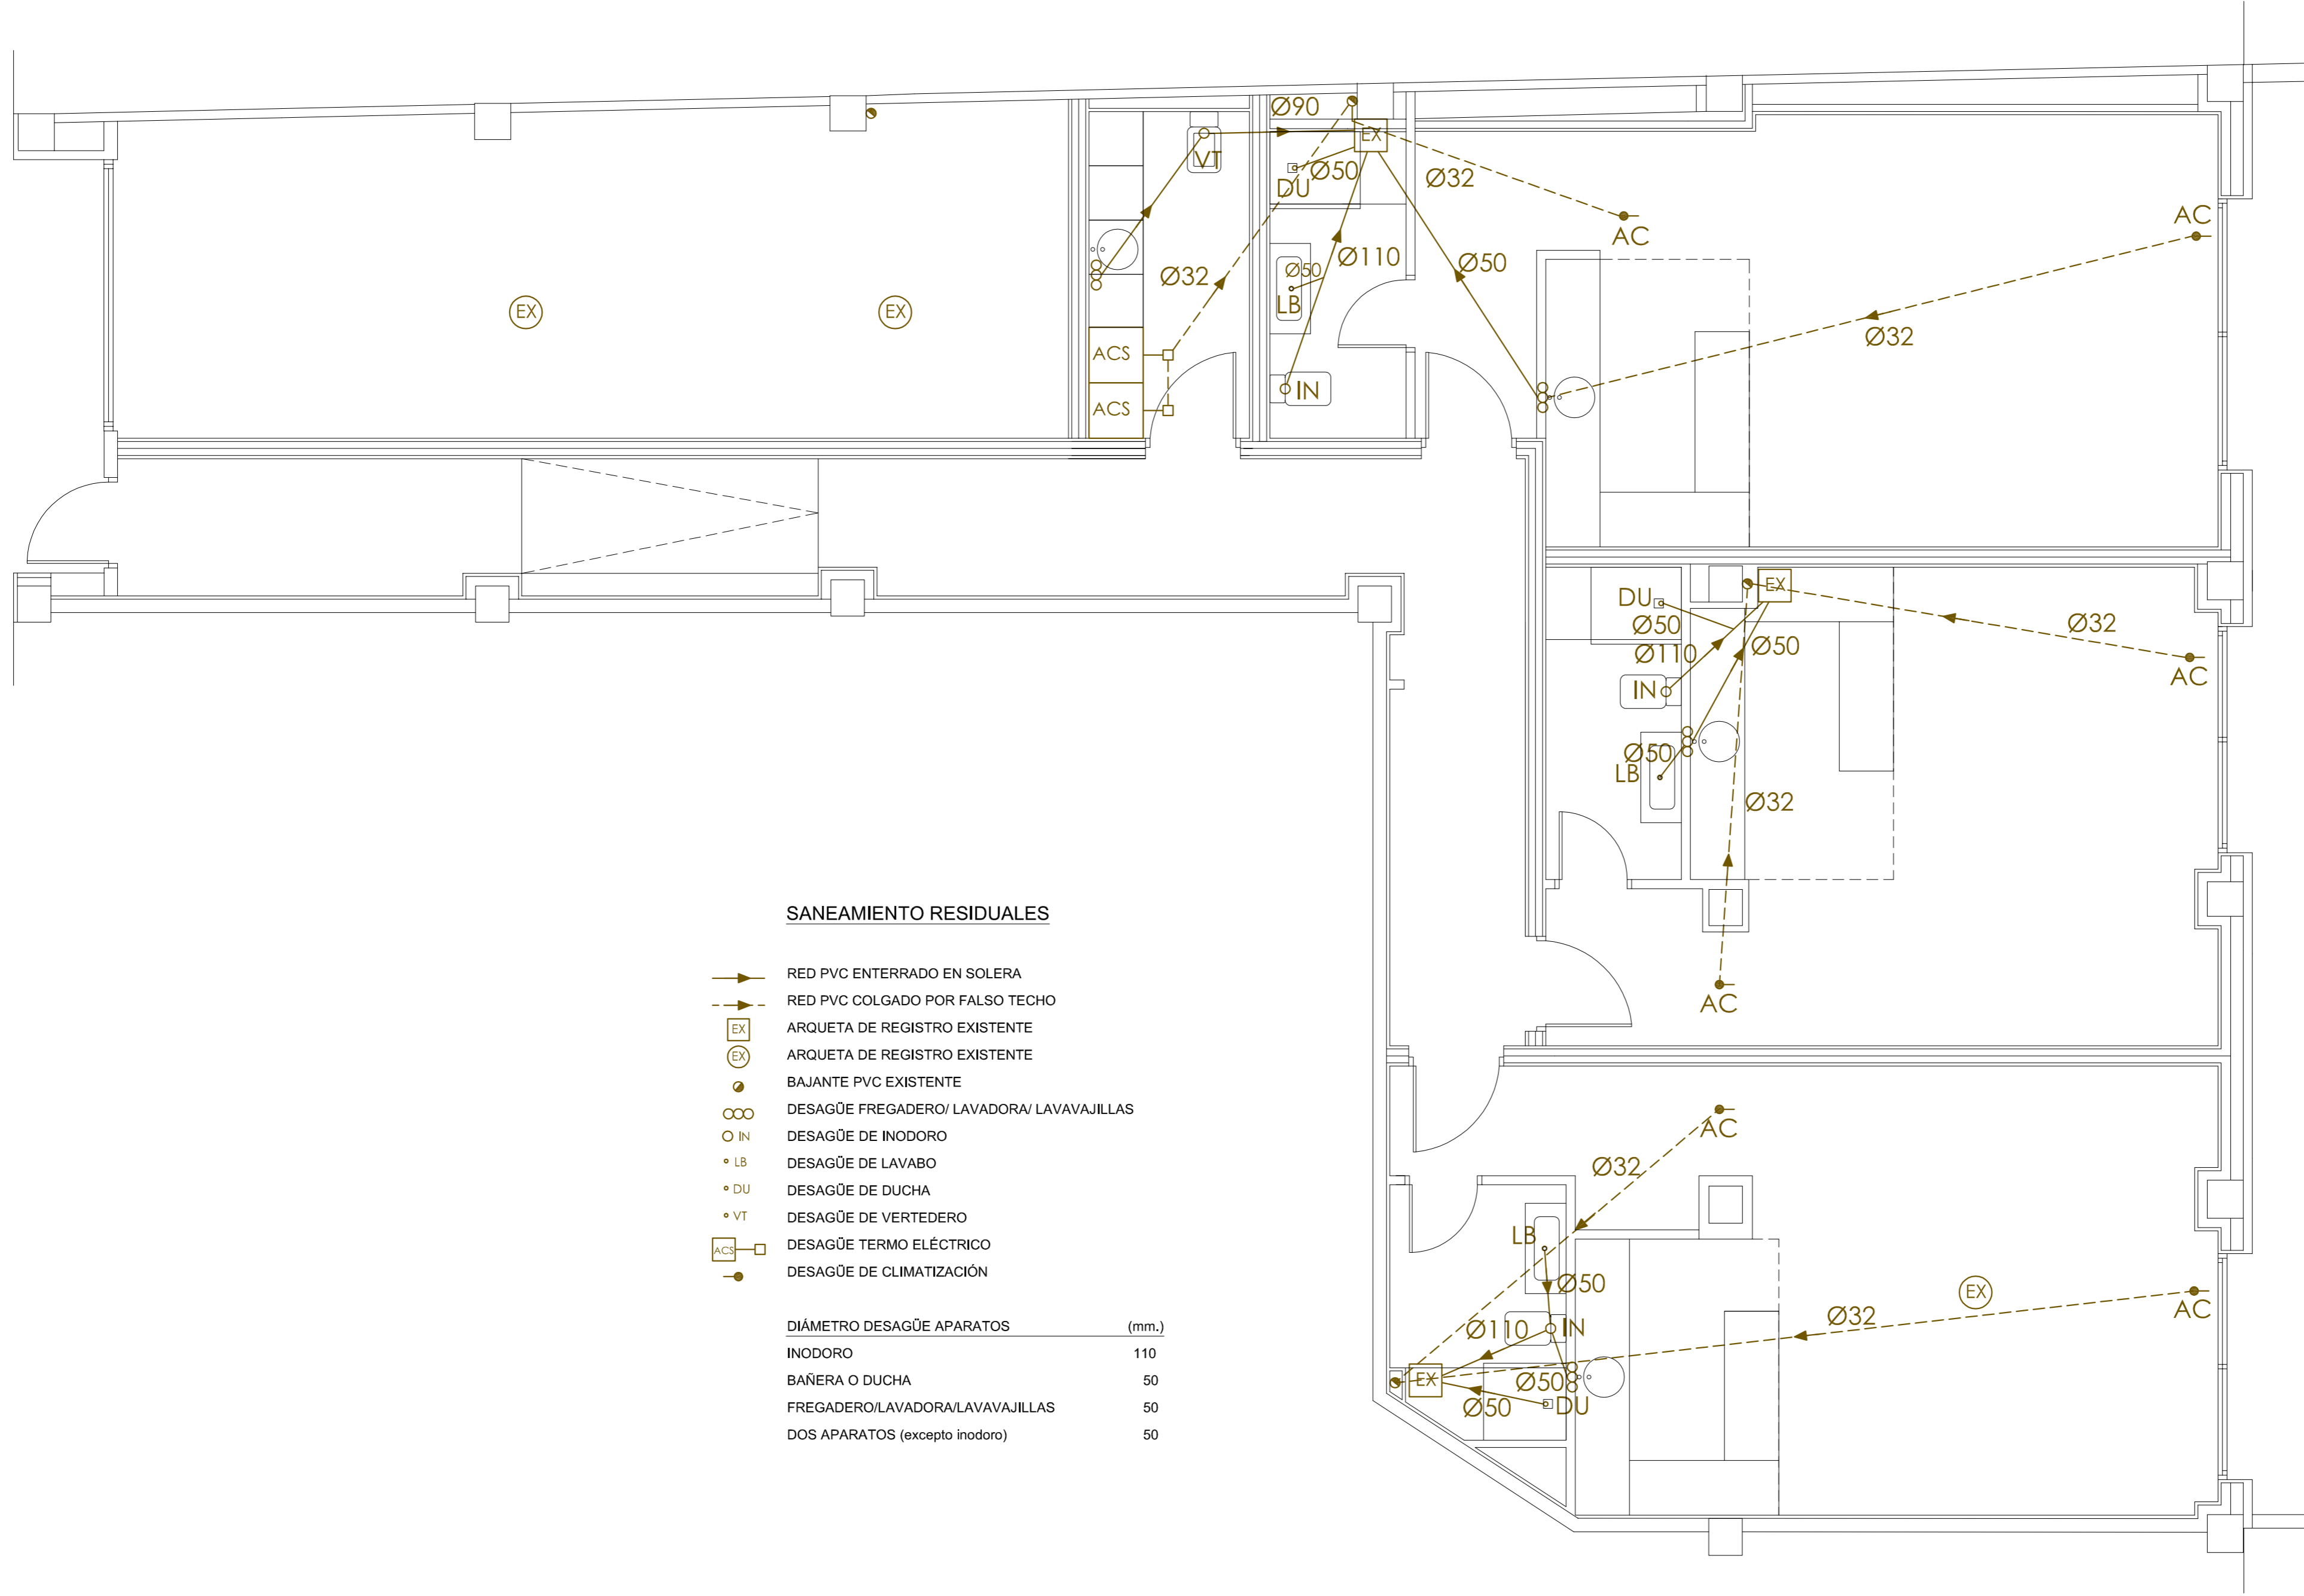 Ø90
EX
VT
Ø50
DU
Ø32
AC
AC
Ø32
Ø110
Ø50
Ø50
LB
EX
EX
Ø32
ACS
IN
ACS
DU
EX
Ø50
Ø32
Ø110
Ø50
AC
IN
Ø50
LB
Ø32
AC
SANEAMIENTO RESIDUALES
RED PVC ENTERRADO EN SOLERA
RED PVC COLGADO POR FALSO TECHO
EX ARQUETA DE REGISTRO EXISTENTE
EX ARQUETA DE REGISTRO EXISTENTE
BAJANTE PVC EXISTENTE
DESAGÜE FREGADERO/ LAVADORA/ LAVAVAJILLAS
IN DESAGÜE DE INODORO
LB DESAGÜE DE LAVABO
DU DESAGÜE DE DUCHA
VT DESAGÜE DE VERTEDERO
ACS DESAGÜE TERMO ELÉCTRICO
DESAGÜE DE CLIMATIZACIÓN
DIÁMETRO DESAGÜE APARATOS (mm.)
INODORO 110
BAÑERA O DUCHA 50
FREGADERO/LAVADORA/LAVAVAJILLAS 50
DOS APARATOS (excepto inodoro) 50
AC
Ø32
LB
Ø50
EX
AC
Ø32
Ø110
IN
EX
Ø50
Ø50
DU